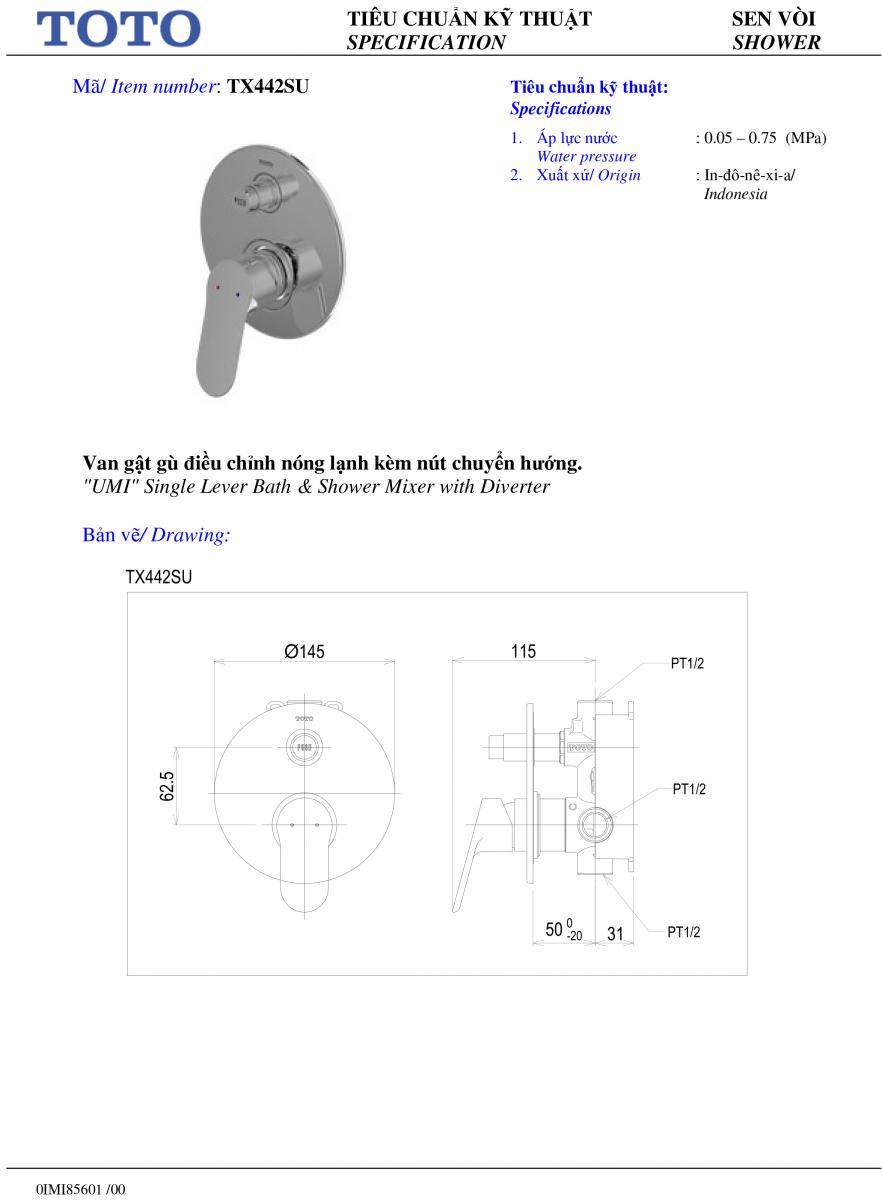 TOTO
TIÊU CHUẨN KỸ THUẬT
SPECIFICATION
SEN VÒI
SHOWER
Mã/ Item number: TX442SU
Tiêu chuẩn kỹ thuật:
Specifications
1. Áp lực nước : 0.05 – 0.75 (MPa)
Water pressure
2. Xuất xứ/ Origin : In-đô-nê-xi-a/
Indonesia
Van gật gù điều chỉnh nóng lạnh kèm nút chuyển hướng.
"UMI" Single Lever Bath & Shower Mixer with Diverter
Bản vẽ/ Drawing:
TX442SU
Ø145
115
PT1/2
TOTO
62.5
PT1/2
C
50 0 -20
31
PT1/2
0IMI85601 /00